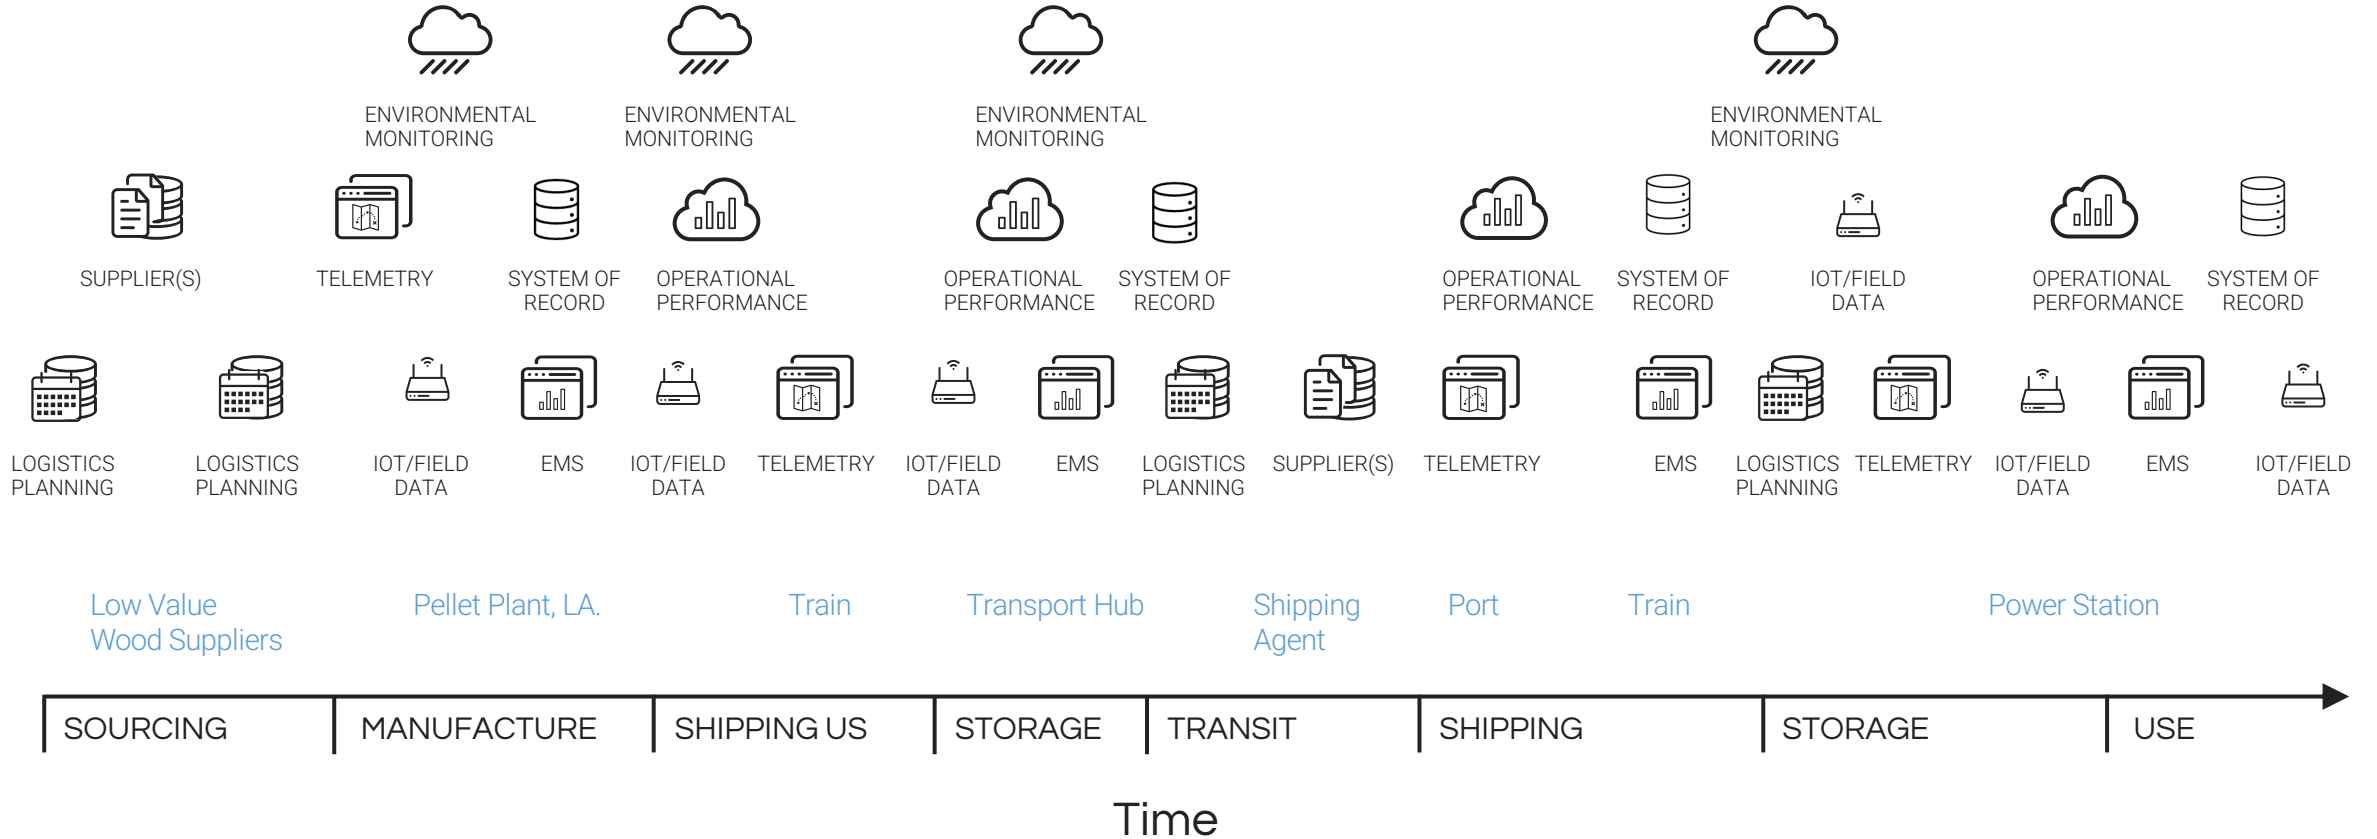 ENVIRONMENTAL
MONITORING
ENVIRONMENTAL
MONITORING
ENVIRONMENTAL
MONITORING
ENVIRONMENTAL
MONITORING
SUPPLIER(S)
TELEMETRY
SYSTEM OF
RECORD
OPERATIONAL
PERFORMANCE
OPERATIONAL
PERFORMANCE
SYSTEM OF
RECORD
OPERATIONAL
PERFORMANCE
SYSTEM OF
RECORD
IOT/FIELD
DATA
OPERATIONAL
PERFORMANCE
SYSTEM OF
RECORD
LOGISTICS
PLANNING
LOGISTICS
PLANNING
IOT/FIELD
DATA
EMS
IOT/FIELD
DATA
TELEMETRY
IOT/FIELD
DATA
EMS
LOGISTICS
PLANNING
SUPPLIER(S)
TELEMETRY
EMS
LOGISTICS
PLANNING
TELEMETRY
IOT/FIELD
DATA
EMS
IOT/FIELD
DATA
Low Value
Wood Suppliers
Pellet Plant, LA.
Train
Transport Hub
Shipping
Agent
Port
Train
Power Station
SOURCING
MANUFACTURE
SHIPPING US
STORAGE
TRANSIT
SHIPPING
STORAGE
USE
Time